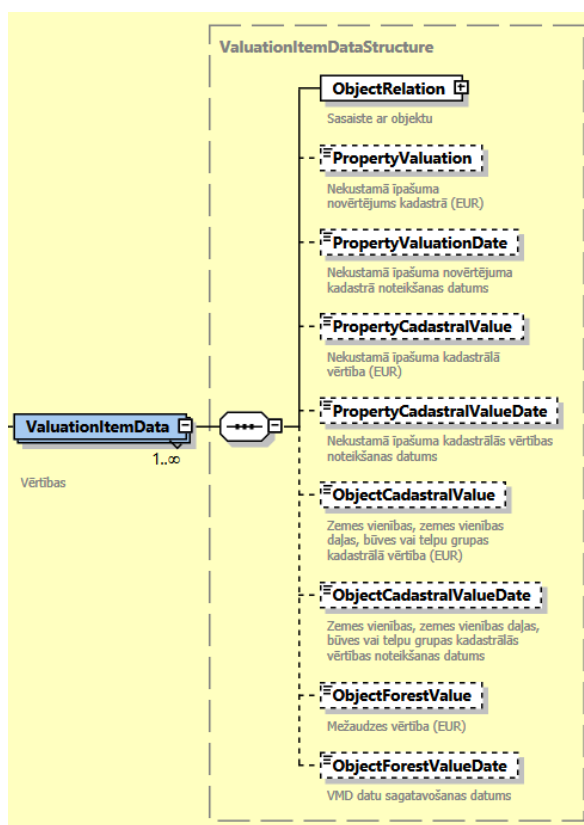 ValuationItemDataStructure
ObjectRelation
Sasaiste ar objektu
PropertyValuation
Nekustamā īpašuma
novērtējums kadastrā (EUR)
PropertyValuationDate
Nekustamā īpašuma novērtējuma
kadastrā noteikšanas datums
PropertyCadastralValue
Nekustamā īpašuma kadastrālā
vērtība (EUR)
ValuationItemData
1..∞
Vērtības
PropertyCadastralValueDate
Nekustamā īpašuma kadastrālās vērtības
noteikšanas datums
ObjectCadastralValue
Zemes vienības, zemes vienības
daļas, būves vai telpu grupas
kadastrālā vērtība (EUR)
ObjectCadastralValueDate
Zemes vienības, zemes vienības daļas,
būves vai telpu grupas kadastrālās
vērtības noteikšanas datums
ObjectForestValue
Mežaudzes vērtība (EUR)
ObjectForestValueDate
VMD datu sagatavošanas datums